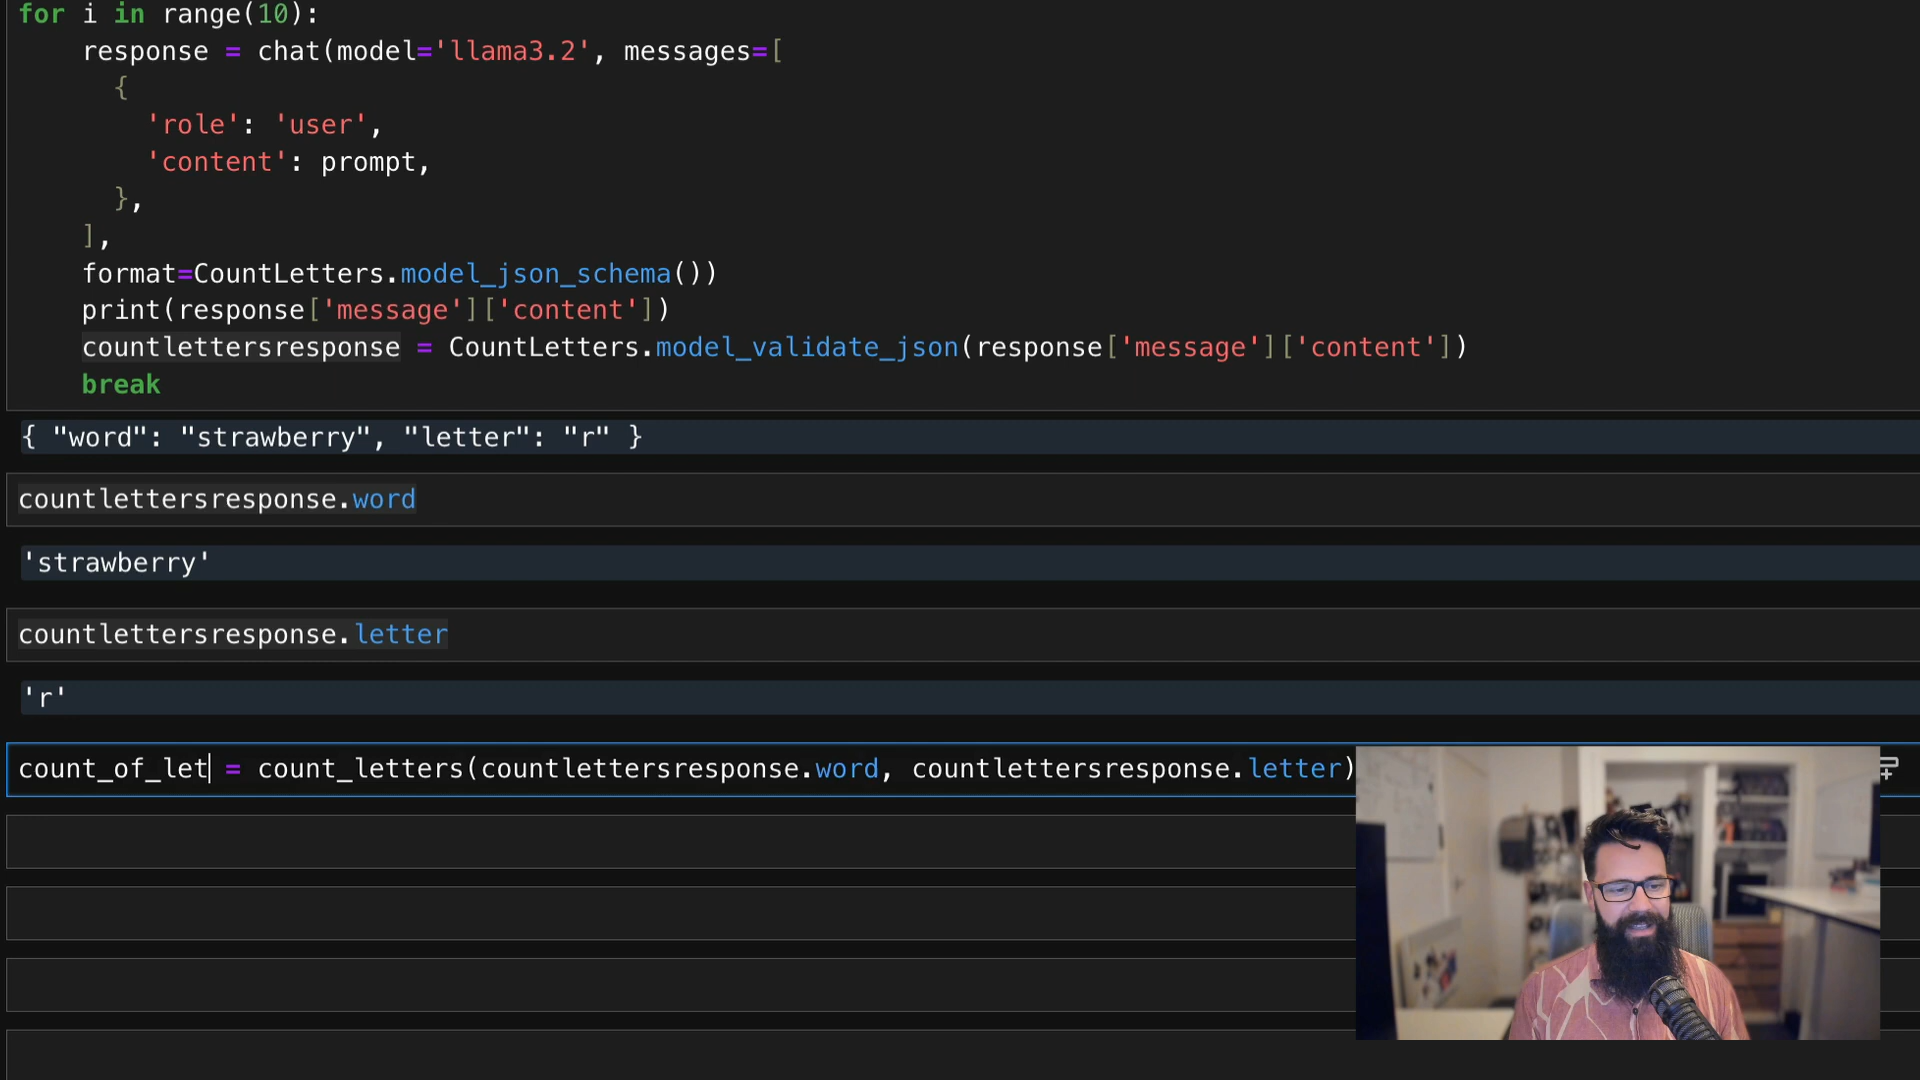 for i in range(10):
response = chat(model='llama3.2', messages=[
{
'role': 'user',
'content': prompt,
},
],
format=CountLetters.model_json_schema())
print(response['message']['content'])
countlettersresponse = CountLetters.model_validate_json(response['message']['content'])
break
{ "word": "strawberry", "letter": "r" }
countlettersresponse.word
'strawberry'
countlettersresponse.letter
'r'
count_of_let = count_letters(countlettersresponse.word, countlettersresponse.letter)